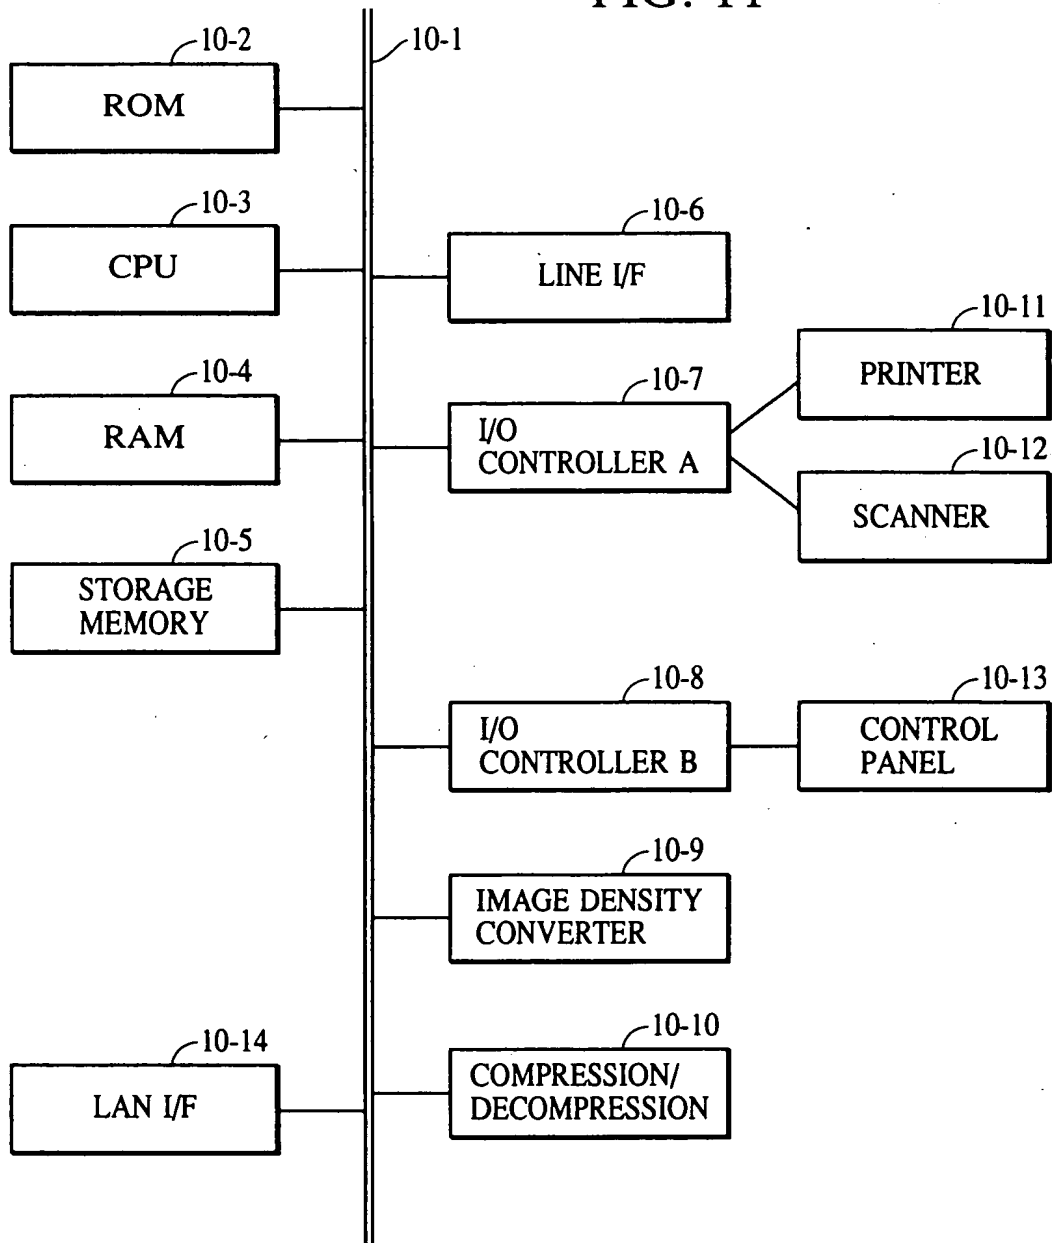 FIG. 11
10-2
10-1
ROM
10-3
CPU
10-6
LINE I/F
10-11
PRINTER
10-4
RAM
10-7
I/O
CONTROLLER A
10-12
SCANNER
10-5
STORAGE
MEMORY
10-8
I/O
CONTROLLER B
10-13
CONTROL
PANEL
10-9
IMAGE DENSITY
CONVERTER
10-14
LAN I/F
10-10
COMPRESSION/
DECOMPRESSION